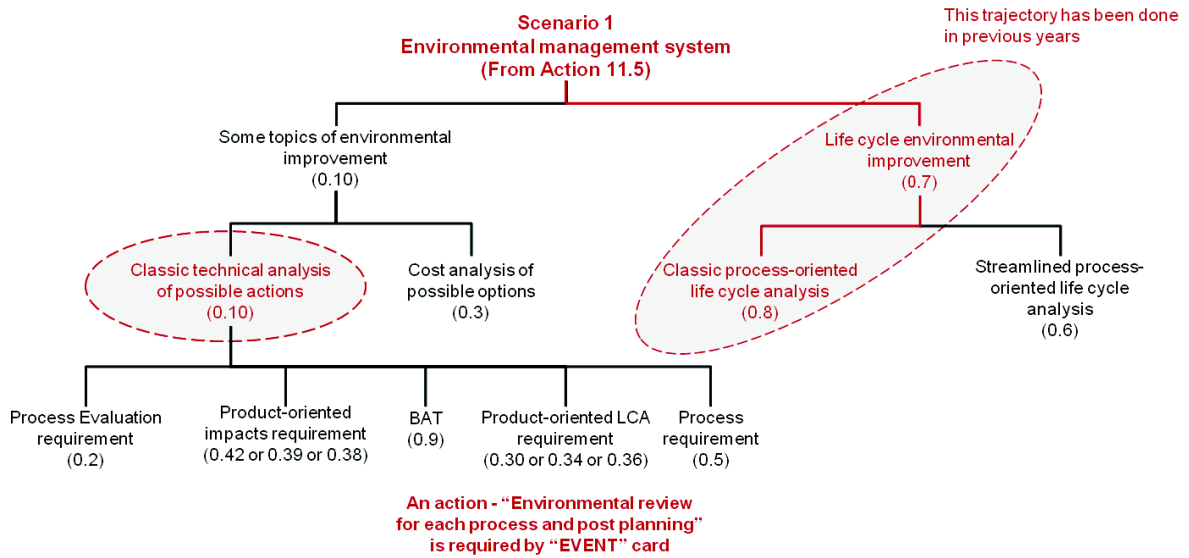 Scenario 1
Environmental management system
(From Action 11.5)
This trajectory has been done
in previous years
Some topics of environmental
improvement
(0.10)
Life cycle environmental
improvement
(0.7)
Classic technical analysis
of possible actions
(0.10)
Cost analysis of
possible options
(0.3)
Classic process-oriented
life cycle analysis
(0.8)
Streamlined process-
oriented life cycle
analysis
(0.6)
Process Evaluation
requirement
(0.2)
Product-oriented
impacts requirement
(0.42 or 0.39 or 0.38)
BAT
(0.9)
Product-oriented LCA
requirement
(0.30 or 0.34 or 0.36)
Process
requirement
(0.5)
An action - “Environmental review
for each process and post planning”
is required by “EVENT” card